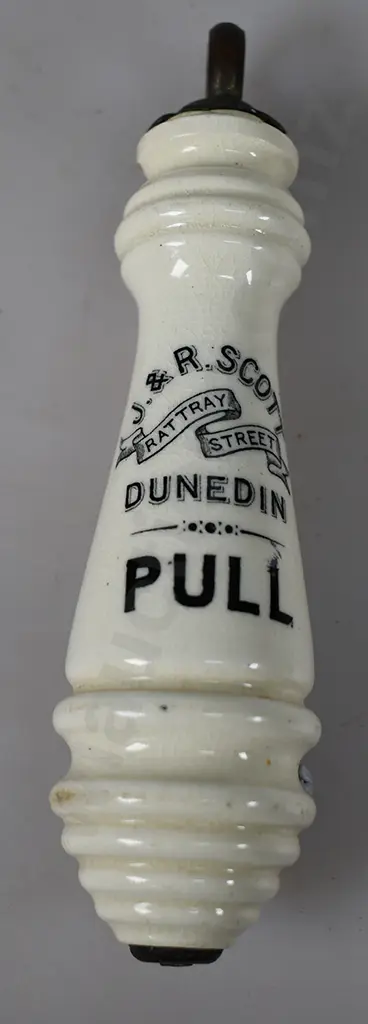 J. & R. SCOTT
RATTRAY
STREET
DUNEDIN
PULL